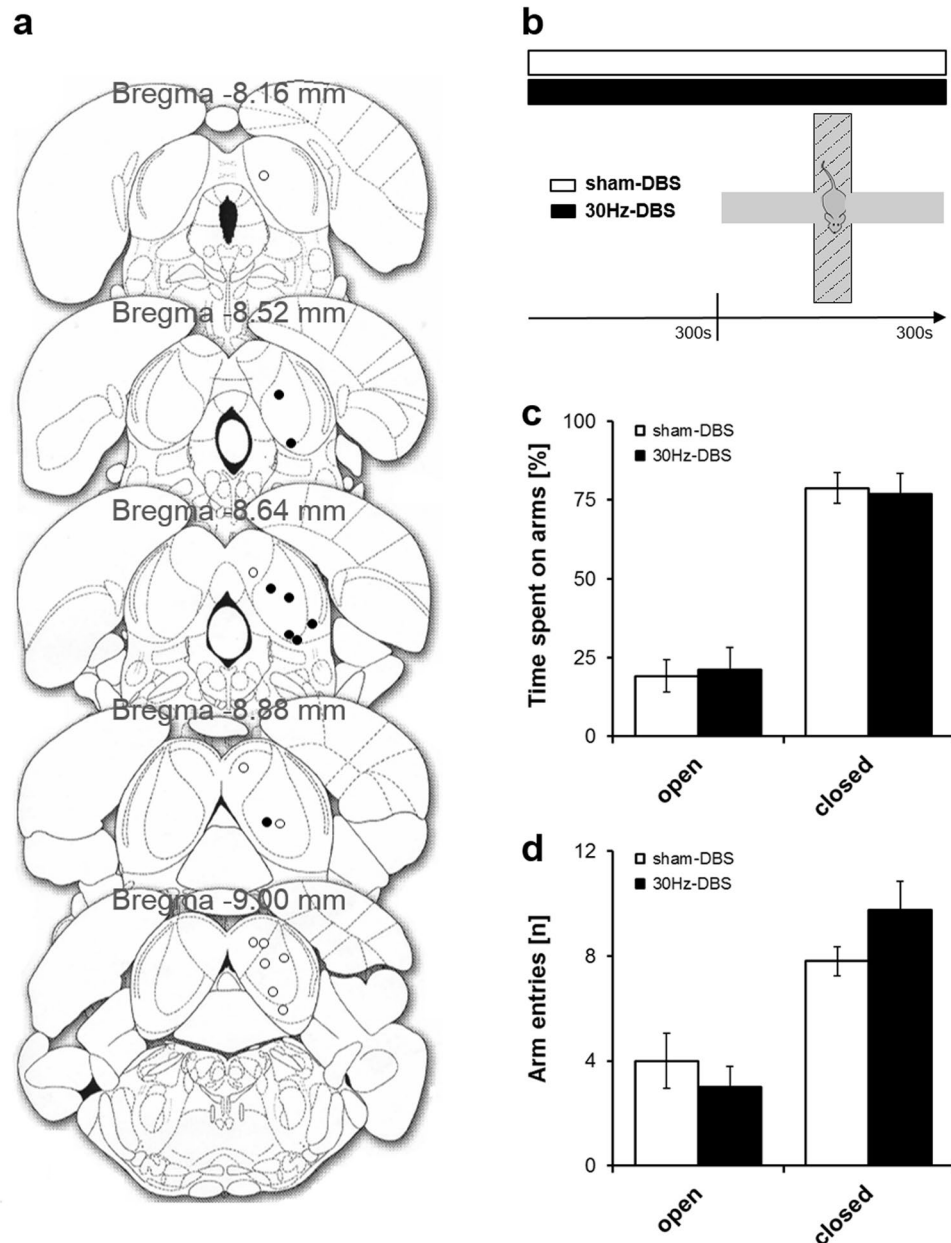 a
Bregma -8.16 mm
Bregma -8.52 mm
Bregma -8.64 mm
Bregma -8.88 mm
Bregma -9.00 mm
b
sham-DBS
30Hz-DBS
300s
300s
c
Time spent on arms [%]
100
75
50
25
0
sham-DBS
30Hz-DBS
open
closed
d
Arm entries [n]
12
8
4
0
sham-DBS
30Hz-DBS
open
closed